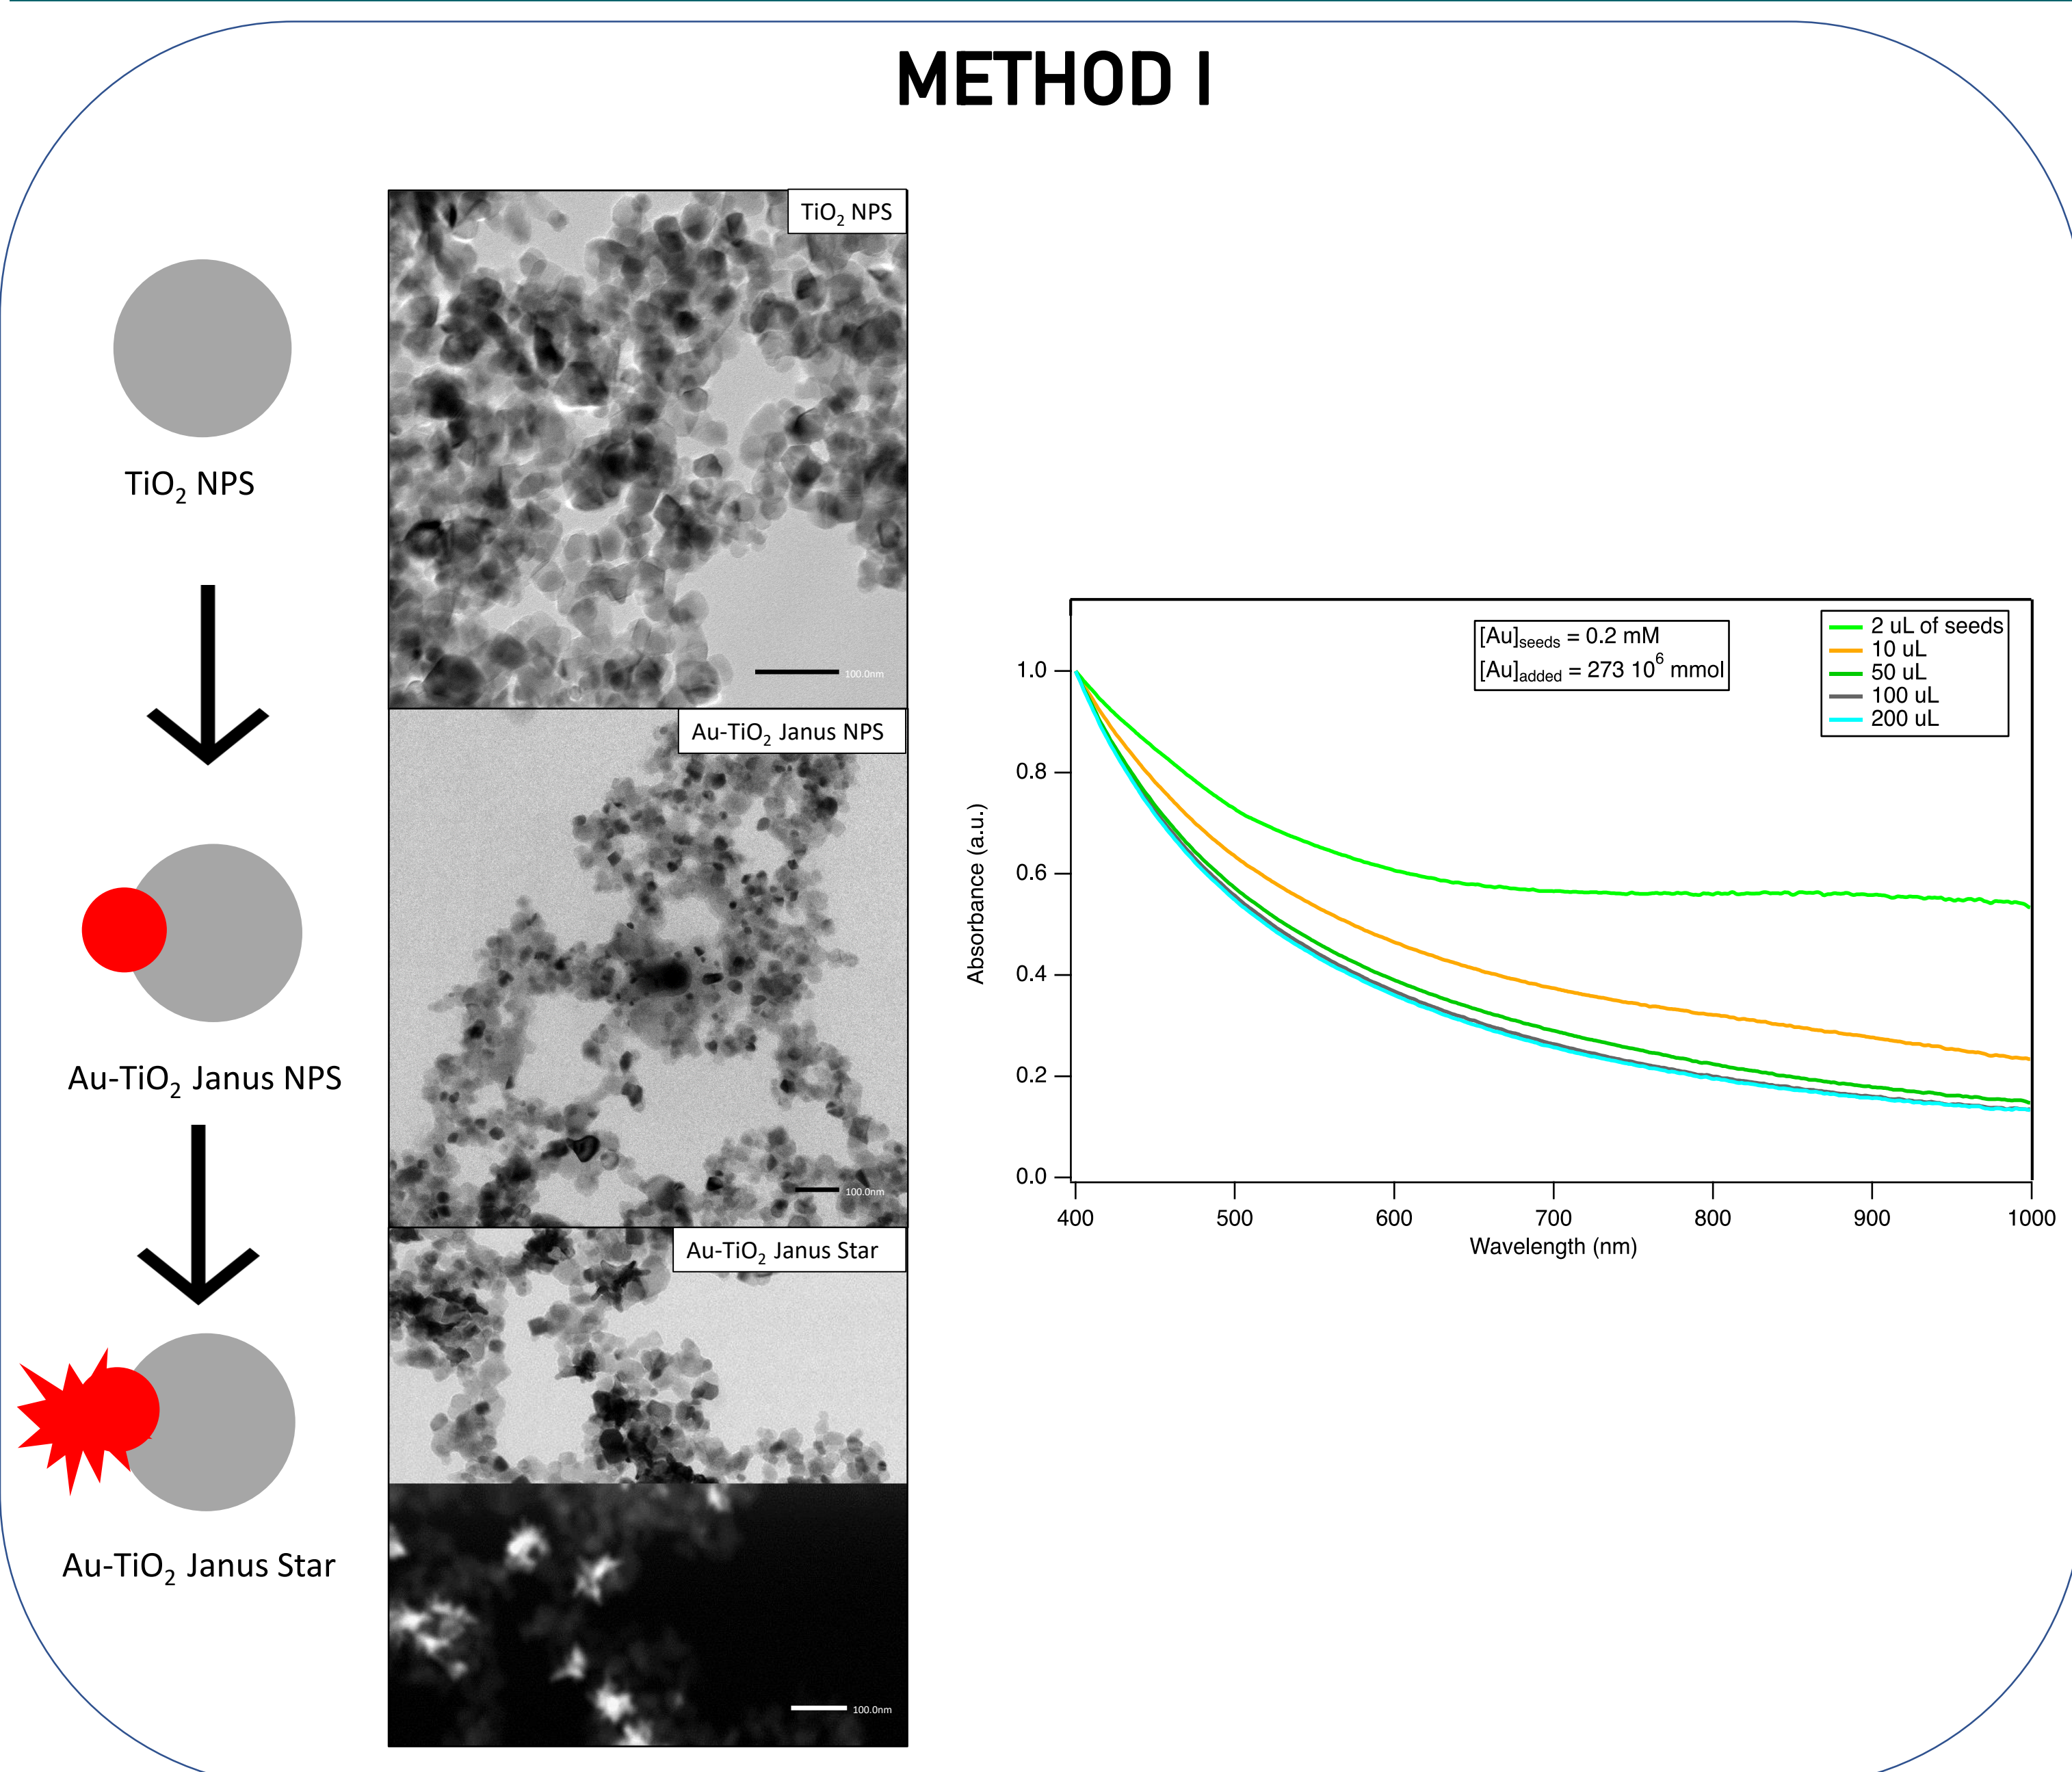 METHOD I
TiO₂ NPS
TiO₂ NPS
100.0nm
Au-TiO₂ Janus NPS
Au-TiO₂ Janus NPS
100.0nm
Au-TiO₂ Janus Star
Au-TiO₂ Janus Star
100.0nm
[Au]seeds = 0.2 mM
[Au]added = 273 10⁶ mmol
2 uL of seeds
10 uL
50 uL
100 uL
200 uL
1.0
0.8
0.6
0.4
0.2
0.0
Absorbance (a.u.)
400 500 600 700 800 900 1000
Wavelength (nm)